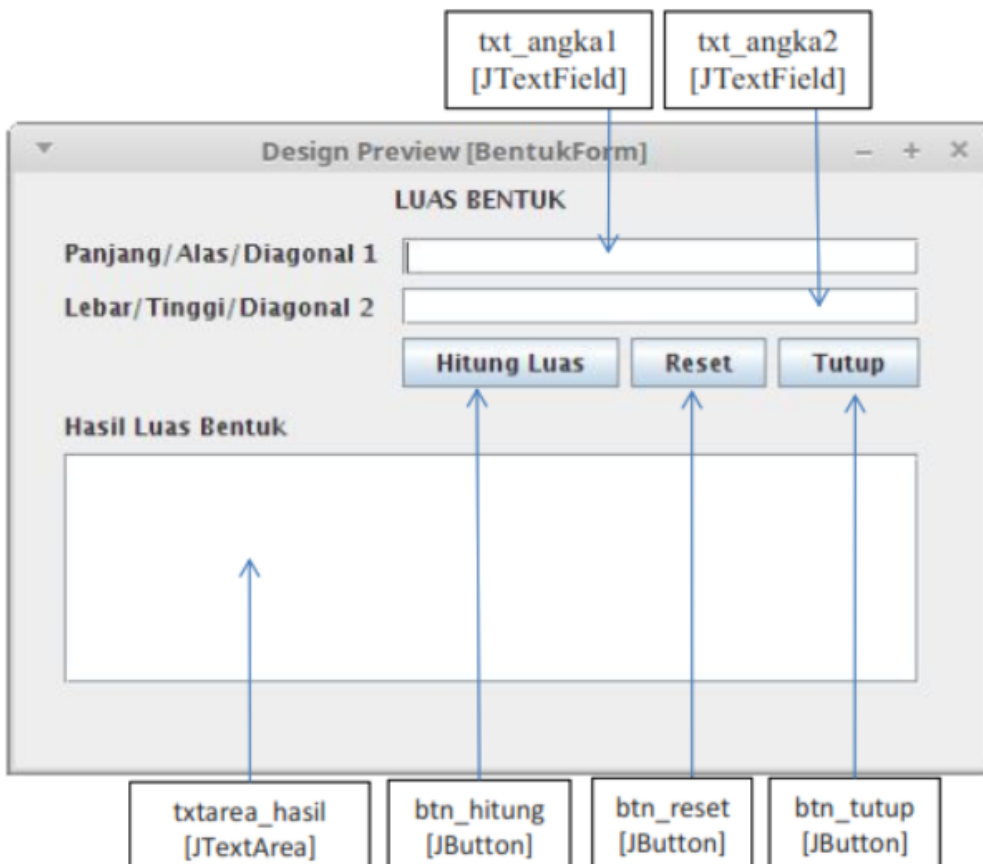 txt_angka1
[JTextField]
txt_angka2
[JTextField]
Design Preview [BentukForm]
LUAS BENTUK
Panjang/Alas/Diagonal 1
Lebar/Tinggi/Diagonal 2
Hitung Luas
Reset
Tutup
Hasil Luas Bentuk
txtarea_hasil
[JTextArea]
btn_hitung
[JButton]
btn_reset
[JButton]
btn_tutup
[JButton]